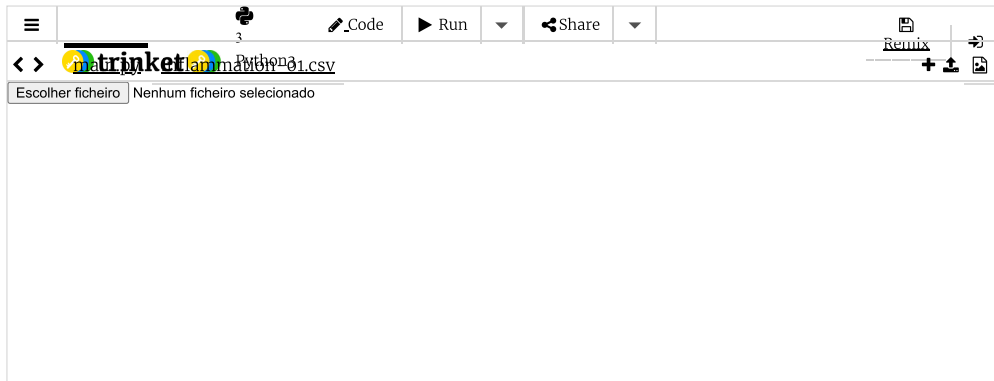 Code Run Share
3
Remix
main.py trinket inflammation-01.csv Python3
Escolher ficheiro Nenhum ficheiro selecionado